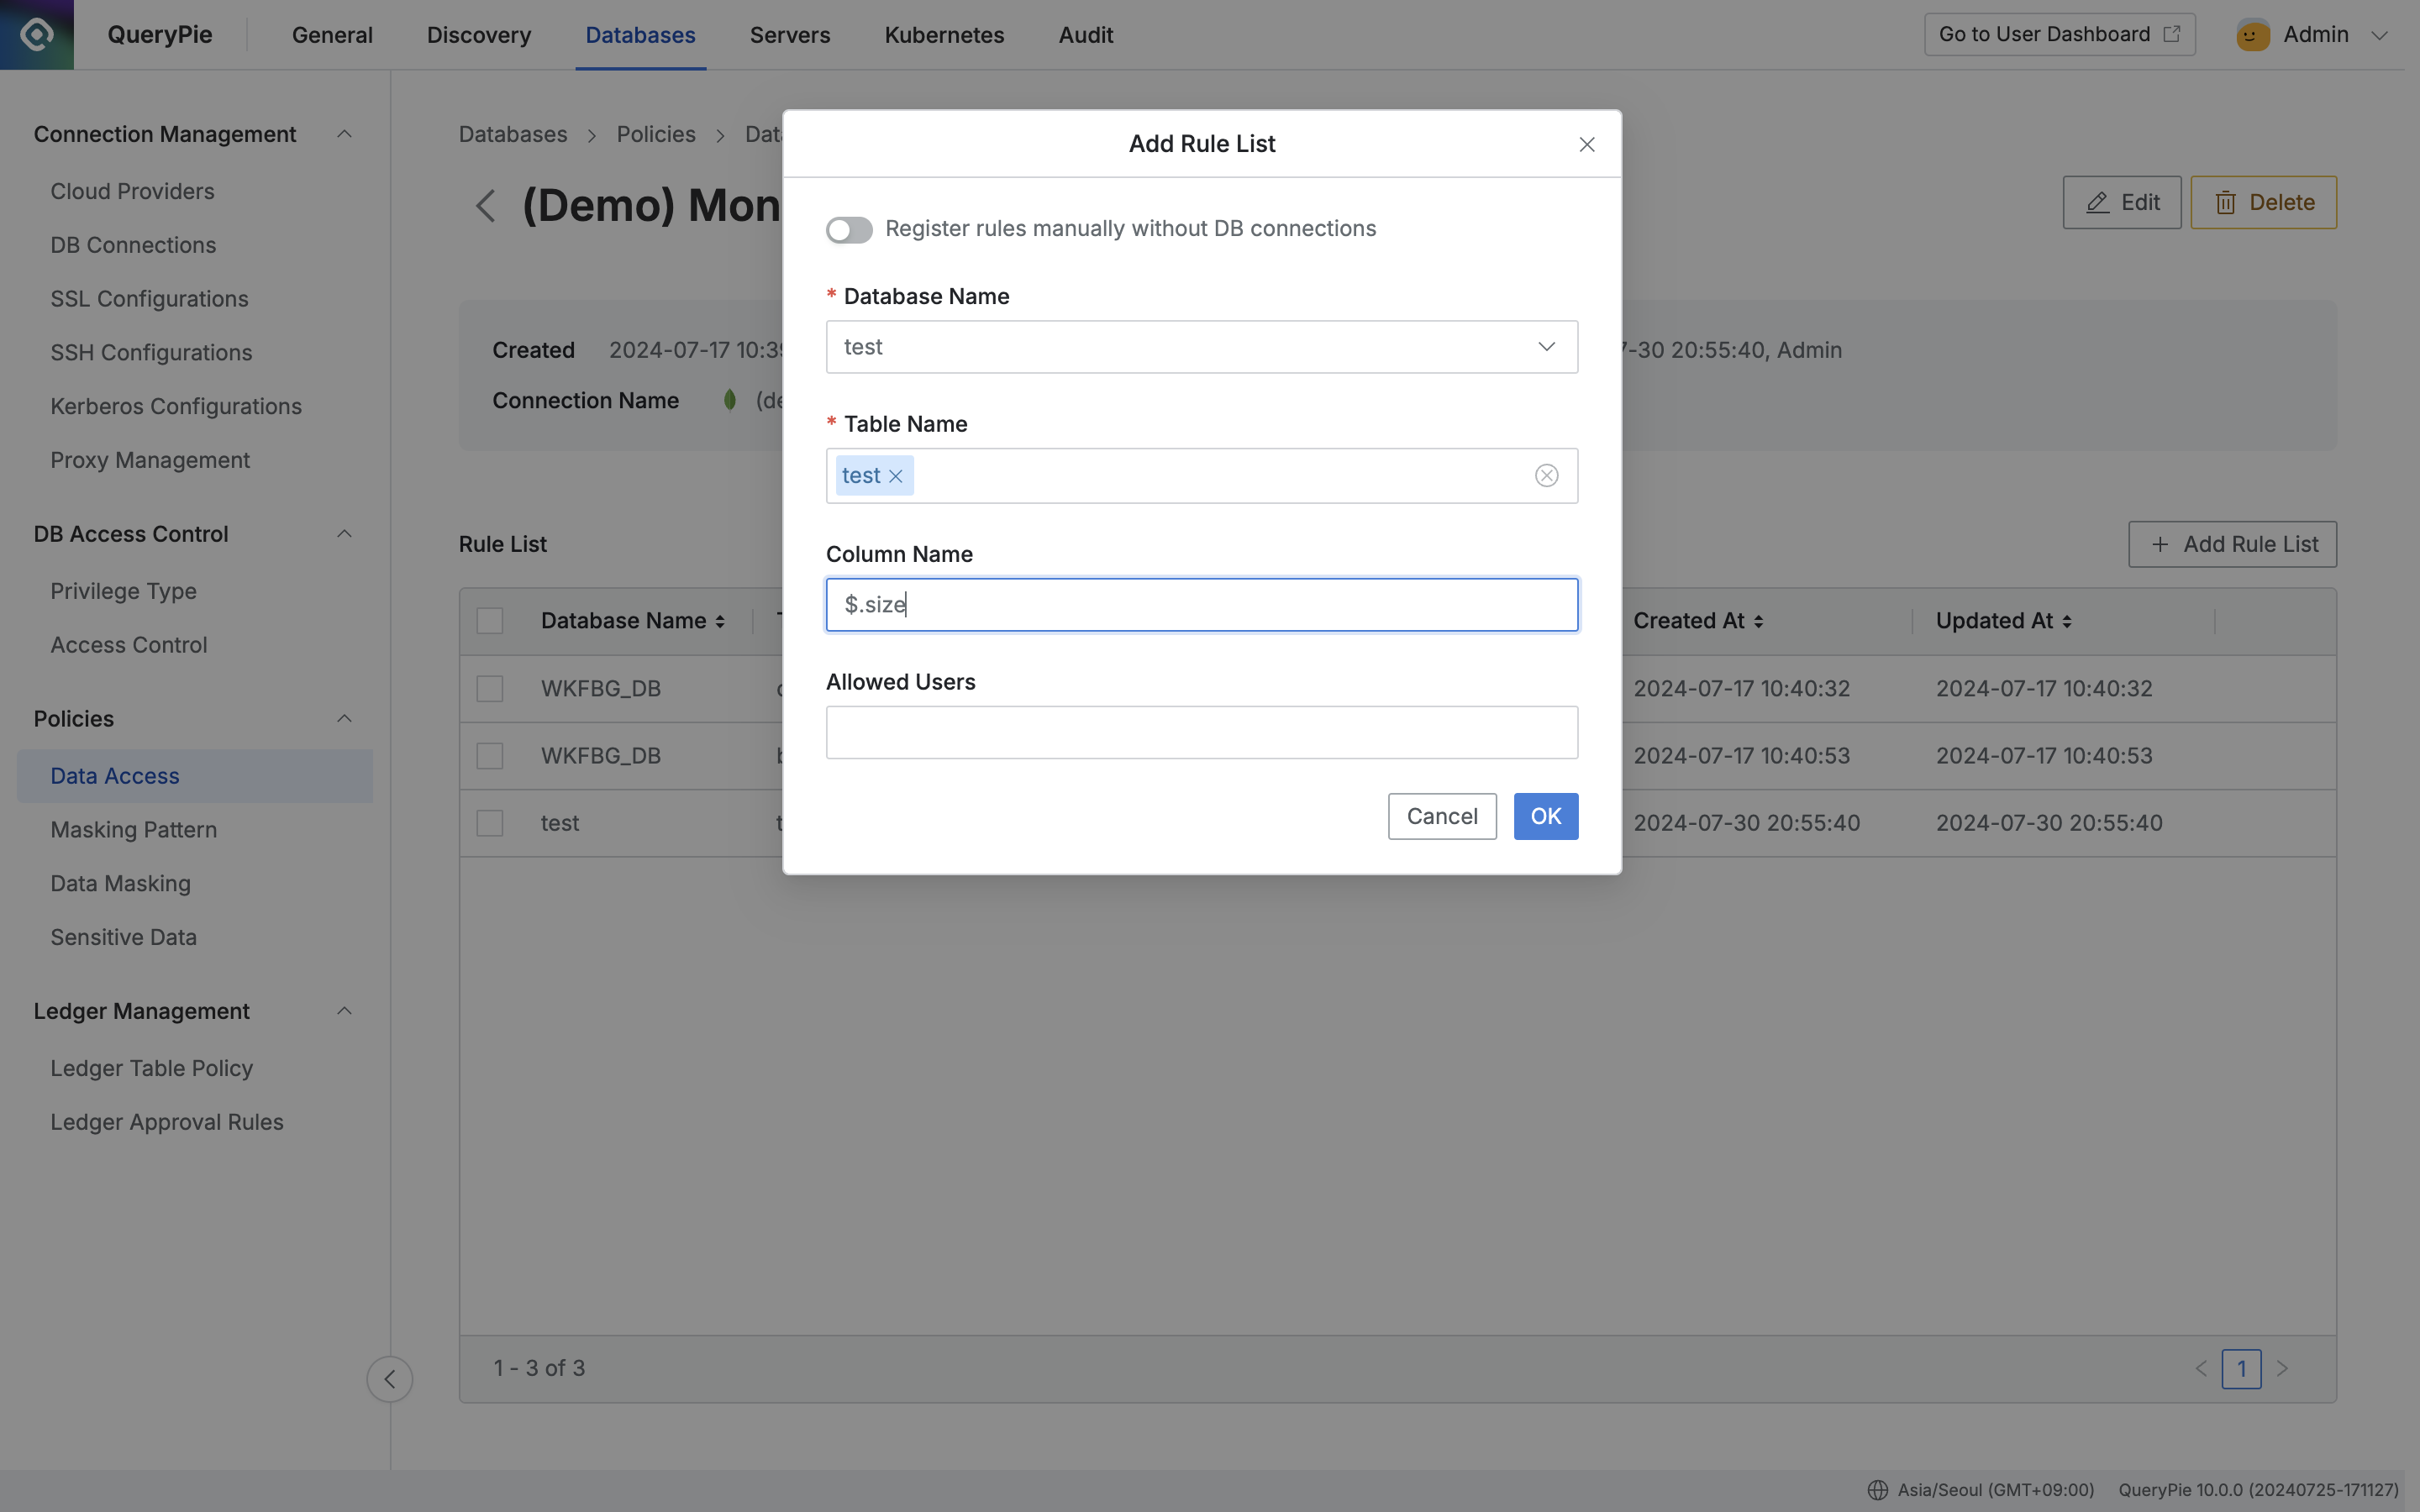 QueryPie General Discovery Databases Servers Kubernetes Audit Go to User Dashboard Admin
Connection Management
Cloud Providers
DB Connections
SSL Configurations
SSH Configurations
Kerberos Configurations
Proxy Management
DB Access Control
Privilege Type
Access Control
Policies
Data Access
Masking Pattern
Data Masking
Sensitive Data
Ledger Management
Ledger Table Policy
Ledger Approval Rules
Databases > Policies >
(Demo)
Edit Delete
Created 2024-07-17 20:55:40, Admin
Connection Name
Rule List
+ Add Rule List
Database Name Created At Updated At
WKFBG_DB 2024-07-17 10:40:32 2024-07-17 10:40:32
WKFBG_DB 2024-07-17 10:40:53 2024-07-17 10:40:53
test 2024-07-30 20:55:40 2024-07-30 20:55:40
1 - 3 of 3
1
Add Rule List
Register rules manually without DB connections
* Database Name
test
* Table Name
test
Column Name
$.size
Allowed Users
Cancel OK
Asia/Seoul (GMT+09:00) QueryPie 10.0.0 (20240725-171127)